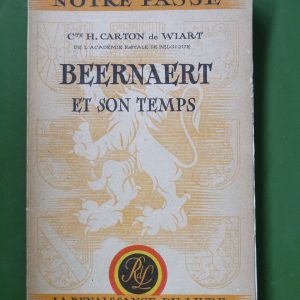 NOTRE PASSÉ
Cte H. CARTON de WIART
DE L'ACADÉMIE ROYALE DE BELGIQUE
BEERNAERT
ET SON TEMPS
RdL
LA RENAISSANCE DU LIVRE